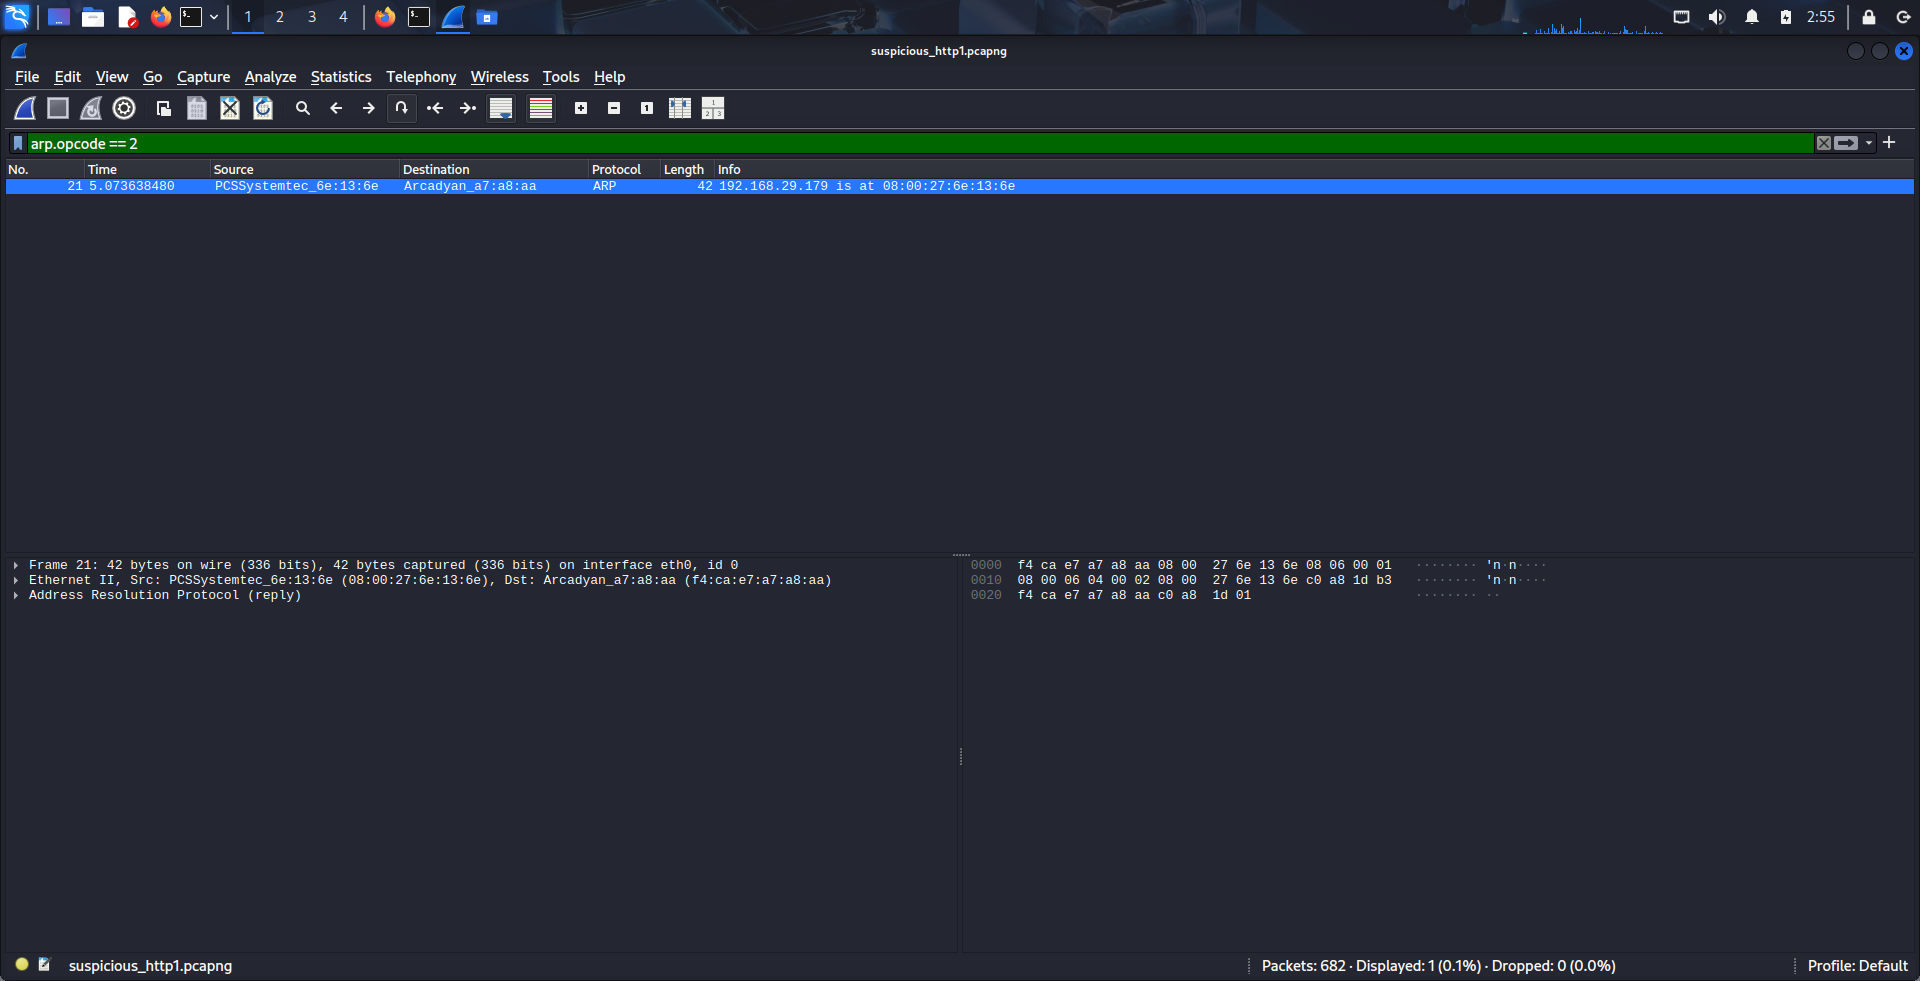 1 2 3 4 2:55
suspicious_http1.pcapng
File Edit View Go Capture Analyze Statistics Telephony Wireless Tools Help
arp.opcode == 2
No. Time Source Destination Protocol Length Info
21 5.073638480 PCSSystemtec_6e:13:6e Arcadyan_a7:a8:aa ARP 42 192.168.29.179 is at 08:00:27:6e:13:6e
Frame 21: 42 bytes on wire (336 bits), 42 bytes captured (336 bits) on interface eth0, id 0
Ethernet II, Src: PCSSystemtec_6e:13:6e (08:00:27:6e:13:6e), Dst: Arcadyan_a7:a8:aa (f4:ca:e7:a7:a8:aa)
Address Resolution Protocol (reply)
0000 f4 ca e7 a7 a8 aa 08 00 27 6e 13 6e 08 06 00 01 ········ 'n·n····
0010 08 00 06 04 00 02 08 00 27 6e 13 6e c0 a8 1d b3 ········ 'n·n····
0020 f4 ca e7 a7 a8 aa c0 a8 1d 01 ········ ··
suspicious_http1.pcapng
Packets: 682 · Displayed: 1 (0.1%) · Dropped: 0 (0.0%)
Profile: Default